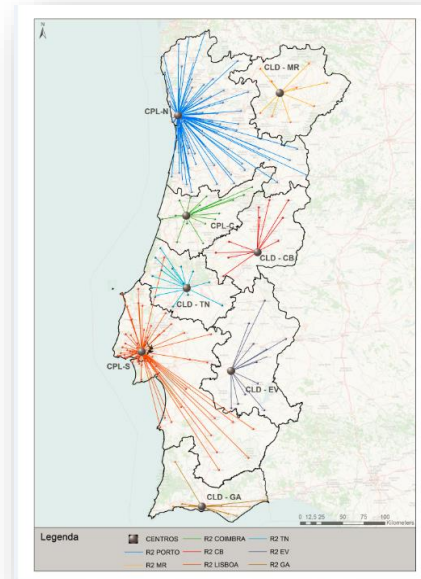 N
CLD - MR
CPL-N
CPL-C
CLD - CB
CLD - TN
CPL-S
CLD - EV
CLD - GA
0 12,5 25 50 75 100
Kilometers
Legenda
CENTROS R2 COIMBRA R2 TN
R2 PORTO R2 CB R2 EV
R2 MR R2 LISBOA R2 GA